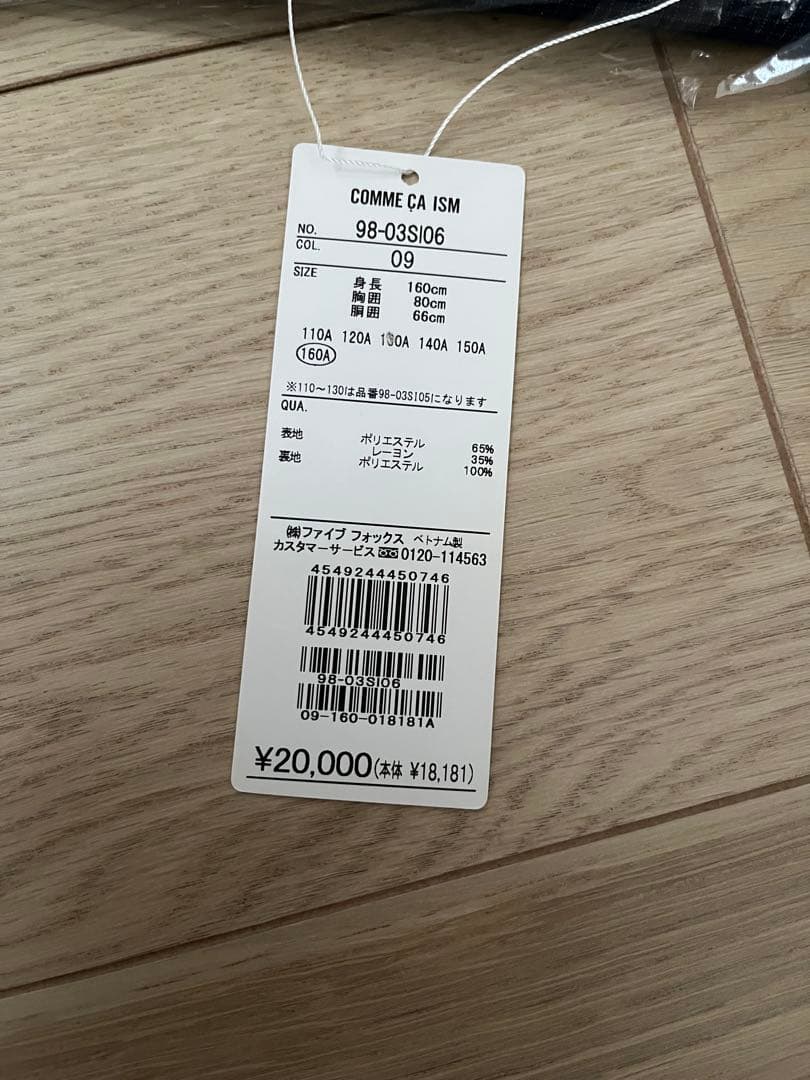 COMME ÇA ISM
NO. 98-03SI06
COL. 09
SIZE
身長 160cm
胸囲 80cm
胴囲 66cm
110A 120A 130A 140A 150A
160A
※110～130は品番98-03SI05になります
QUA.
表地 ポリエステル 65%
レーヨン 35%
裏地 ポリエステル 100%
㈱ファイブ フォックス ベトナム製
カスタマーサービス 0120-114563
4549244450746
4549244450746
98-03SI06
09-160-018181A
¥20,000(本体 ¥18,181)